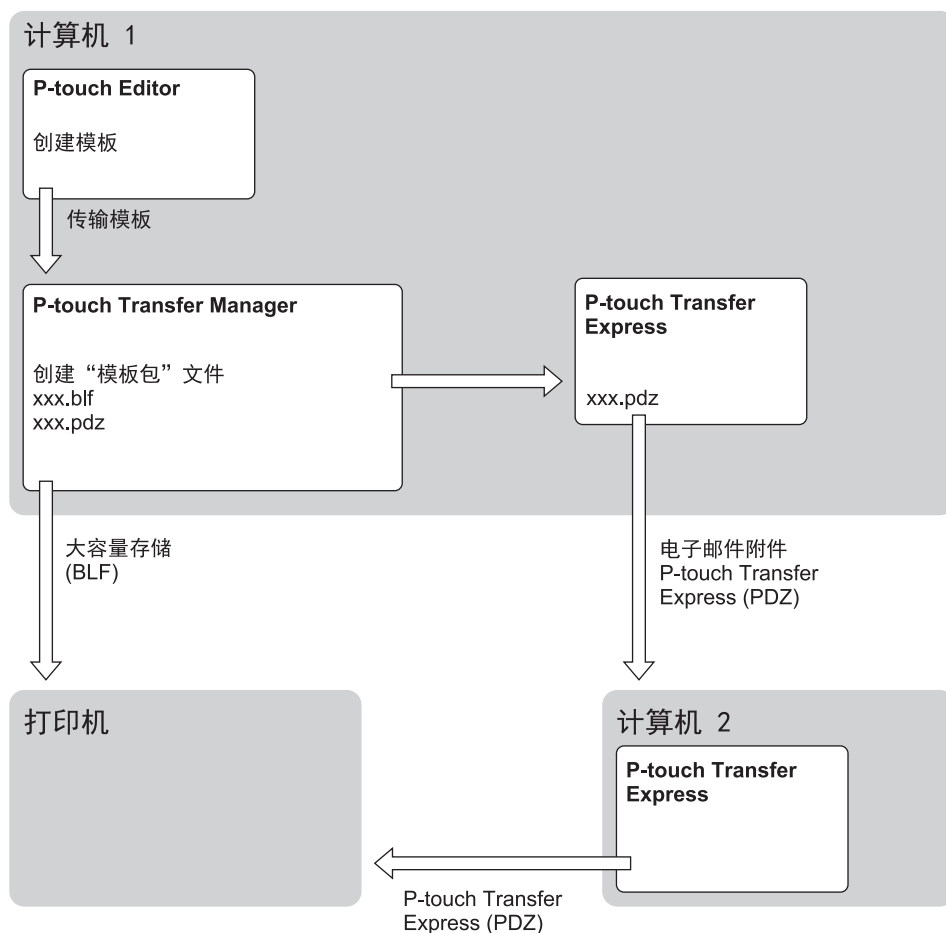 计算机 1
P-touch Editor
创建模板
传输模板
P-touch Transfer Manager
创建“模板包”文件
xxx.blf
xxx.pdz
P-touch Transfer
Express
xxx.pdz
大容量存储
(BLF)
电子邮件附件
P-touch Transfer
Express (PDZ)
打印机
计算机 2
P-touch Transfer
Express
P-touch Transfer
Express (PDZ)